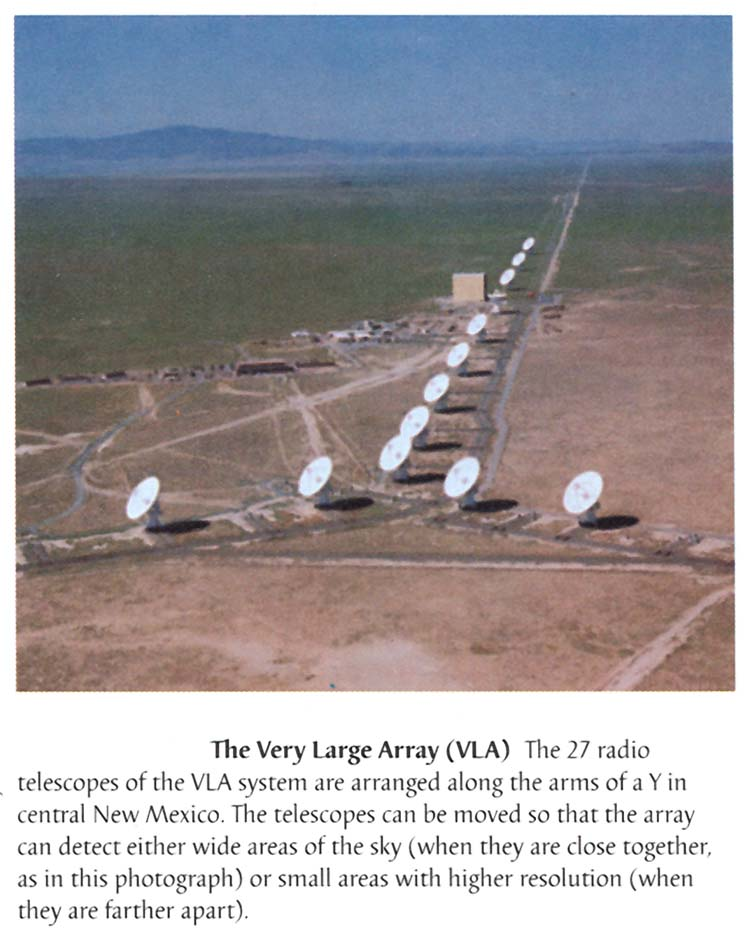 The Very Large Array (VLA) The 27 radio
telescopes of the VLA system are arranged along the arms of a Y in
central New Mexico. The telescopes can be moved so that the array
can detect either wide areas of the sky (when they are close together,
as in this photograph) or small areas with higher resolution (when
they are farther apart).